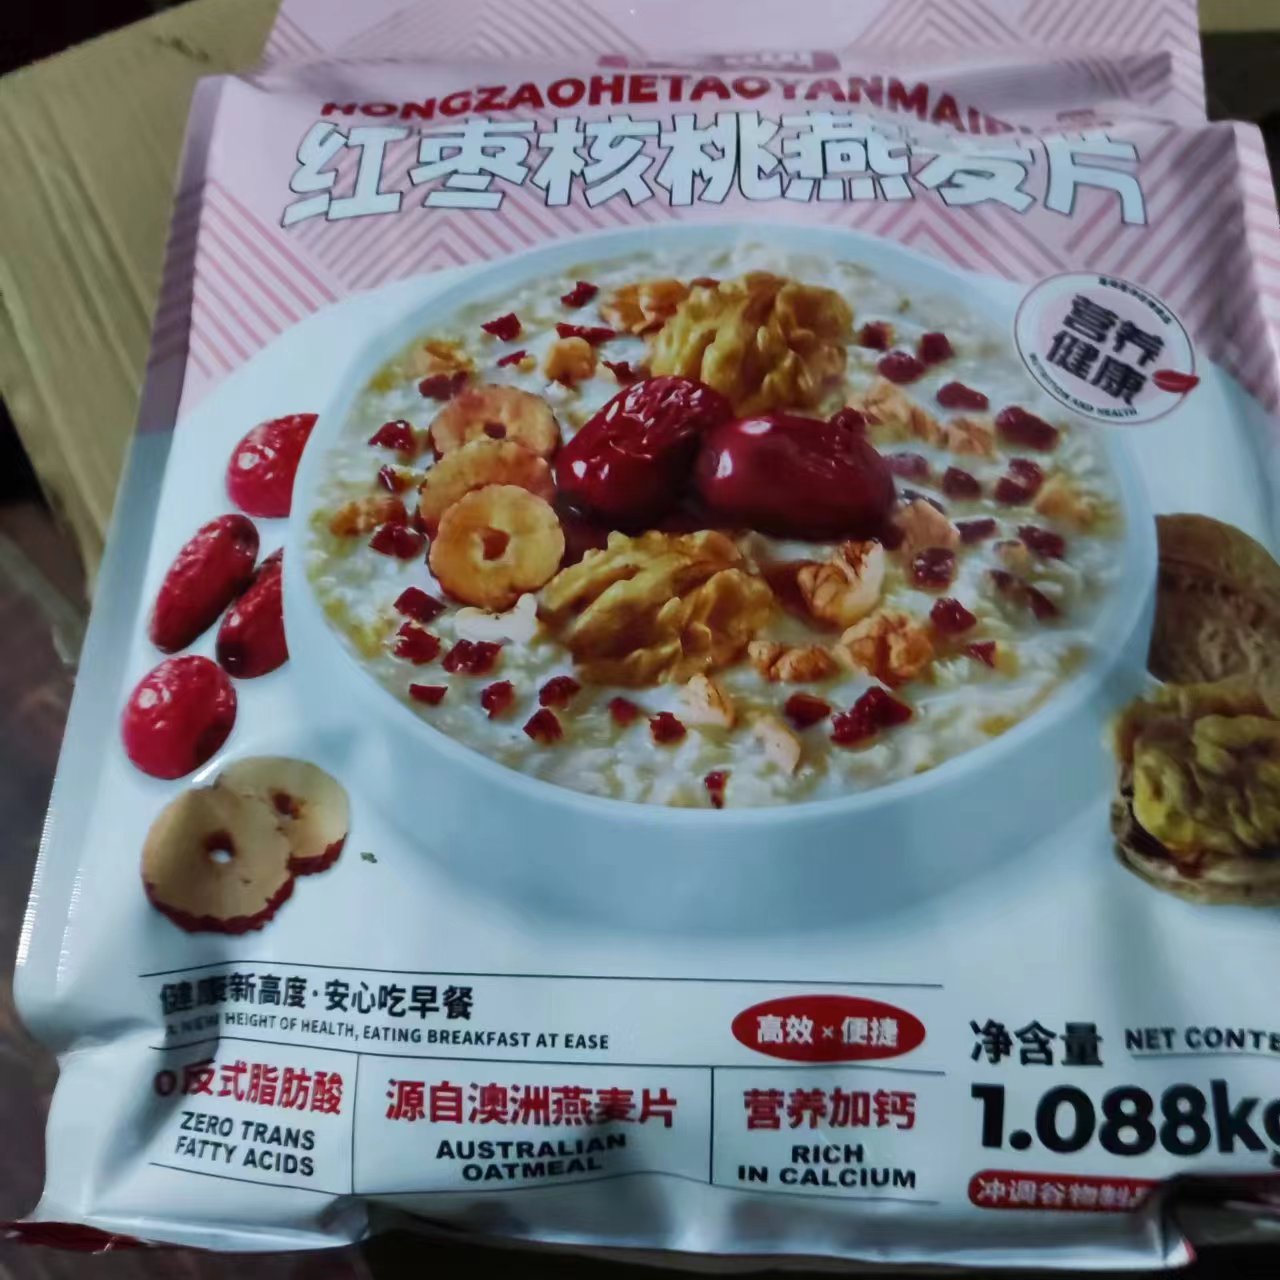 红枣核桃燕麦片
营养
健康
NUTRITION AND HEALTH
健康新高度·安心吃早餐
A NEW HEIGHT OF HEALTH, EATING BREAKFAST AT EASE
高效×便捷
0反式脂肪酸
ZERO TRANS
FATTY ACIDS
源自澳洲燕麦片
AUSTRALIAN
OATMEAL
营养加钙
RICH
IN CALCIUM
净含量 NET CONTE
1.088kg
冲调谷物制品